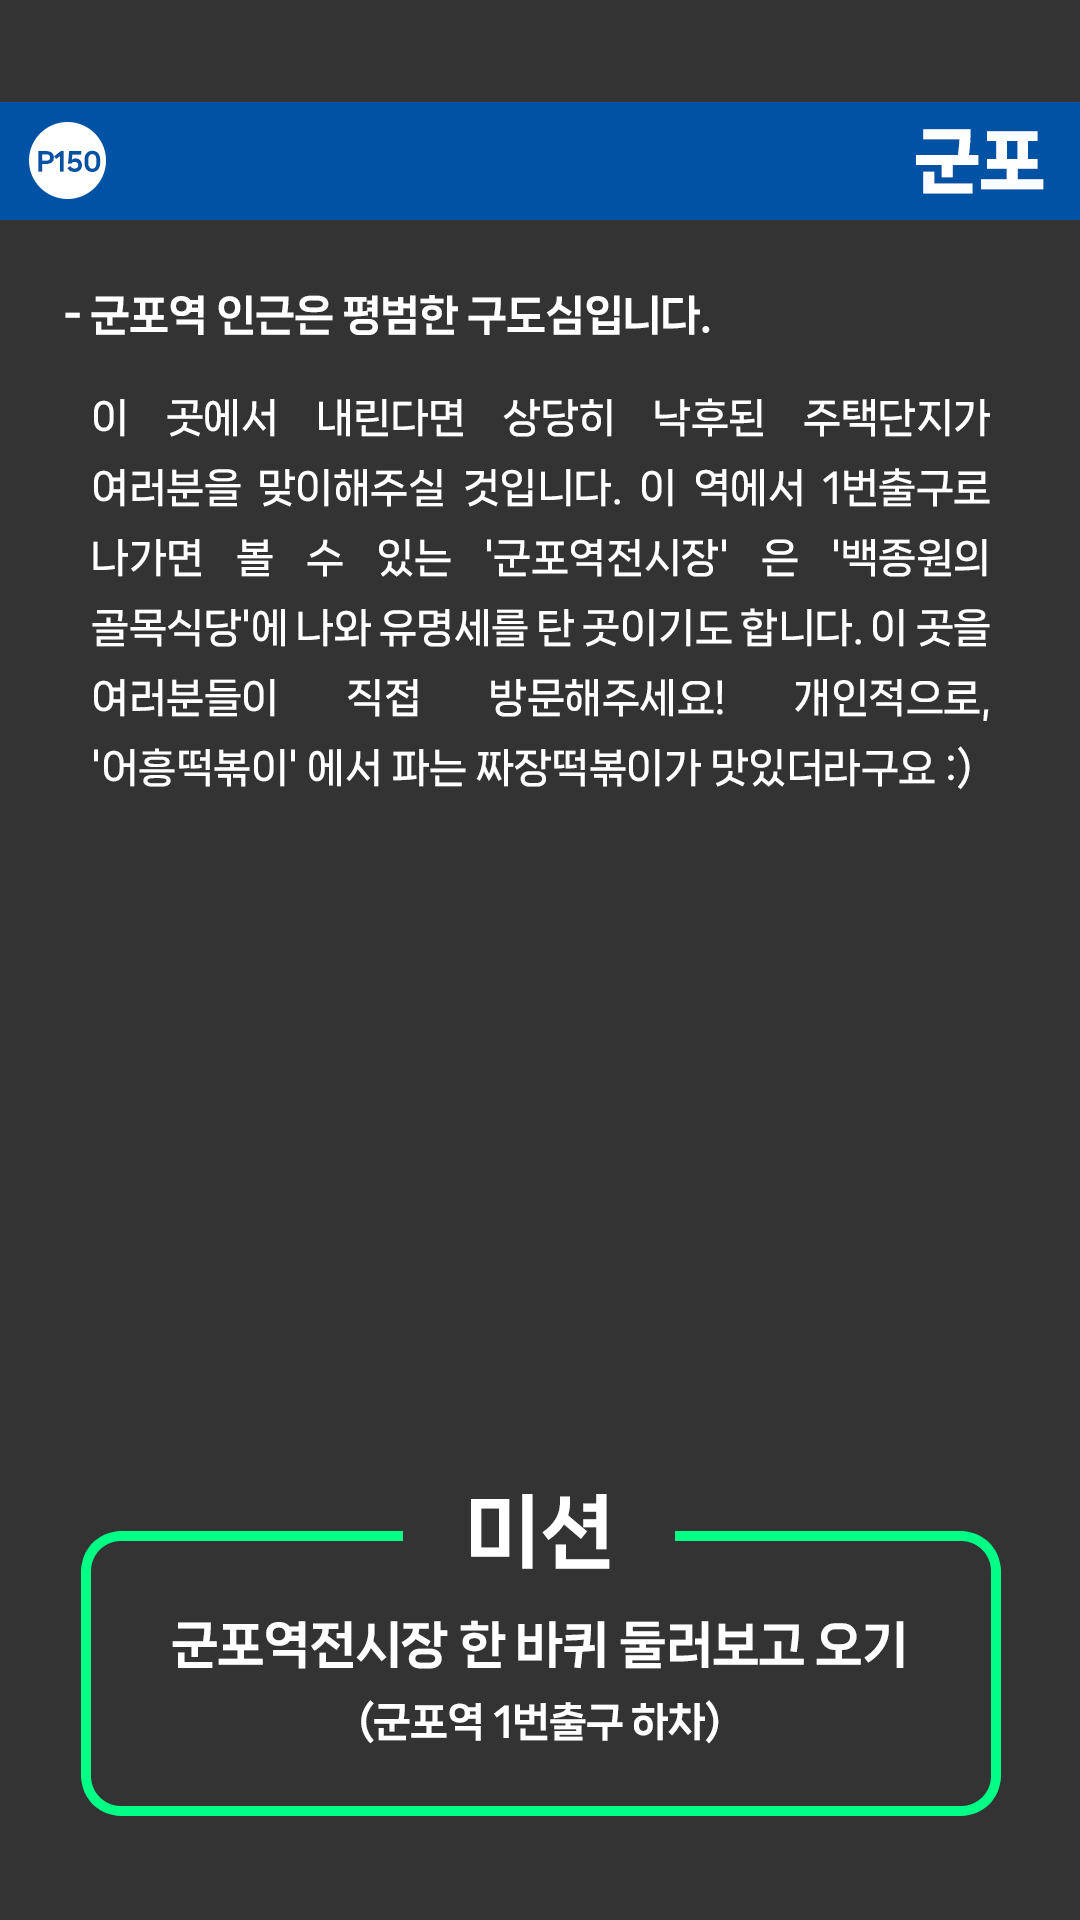 P150
군포
- 군포역 인근은 평범한 구도심입니다.
이 곳에서 내린다면 상당히 낙후된 주택단지가
여러분을 맞이해주실 것입니다. 이 역에서 1번출구로
나가면 볼 수 있는 '군포역전시장' 은 '백종원의
골목식당'에 나와 유명세를 탄 곳이기도 합니다. 이 곳을
여러분들이 직접 방문해주세요! 개인적으로,
'어흥떡볶이' 에서 파는 짜장떡볶이가 맛있더라구요 :)
미션
군포역전시장 한 바퀴 둘러보고 오기
(군포역 1번출구 하차)